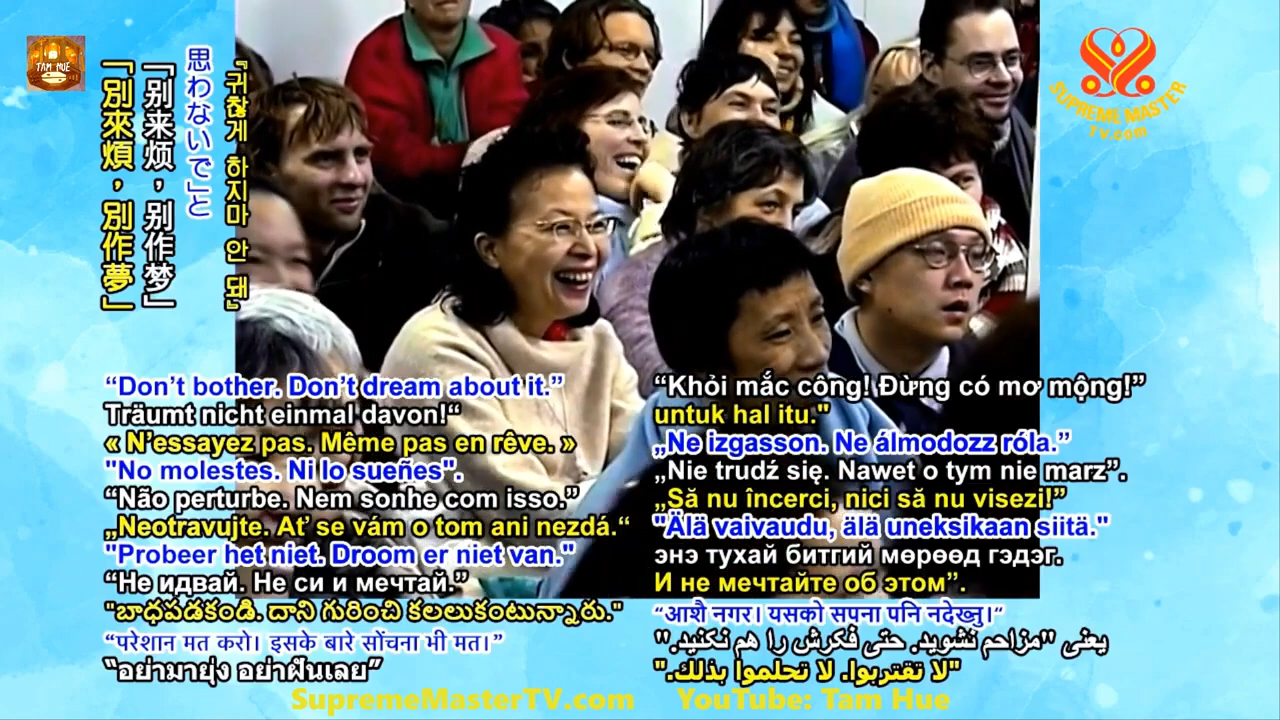 TAM HUE
SUPREME MASTER
TV.com
『귀찮게 하지마 안 돼』
思わないで」と
「别来烦，别作梦」
「別來煩，別作夢」
“Don’t bother. Don’t dream about it.”
Träumt nicht einmal davon!“
« N’essayez pas. Même pas en rêve. »
"No molestes. Ni lo sueñes".
“Não perturbe. Nem sonhe com isso.”
„Neotravujte. Ať se vám o tom ani nezdá.“
"Probeer het niet. Droom er niet van."
“Не идвай. Не си и мечтай.”
"బాధపడకండి. దాని గురించి కలలుకంటున్నారు."
“परेशान मत करो। इसके बारे सोंचना भी मत।”
“อย่ามายุ่ง อย่าฝันเลย”
“Khỏi mắc công! Đừng có mơ mộng!”
untuk hal itu."
„Ne izgasson. Ne álmodozz róla.”
„Nie trudź się. Nawet o tym nie marz”.
„Să nu încerci, nici să nu visezi!”
"Älä vaivaudu, älä uneksikaan siitä."
энэ тухай битгий мөрөөд гэдэг.
И не мечтайте об этом”.
“आशै नगर। यसको सपना पनि नदेख्नु।“
یعنی "مزاحم نشوید. حتی فکرش را هم نکنید."
"لا تقتربوا. لا تحلموا بذلك."
SupremeMasterTV.com
YouTube: Tam Hue